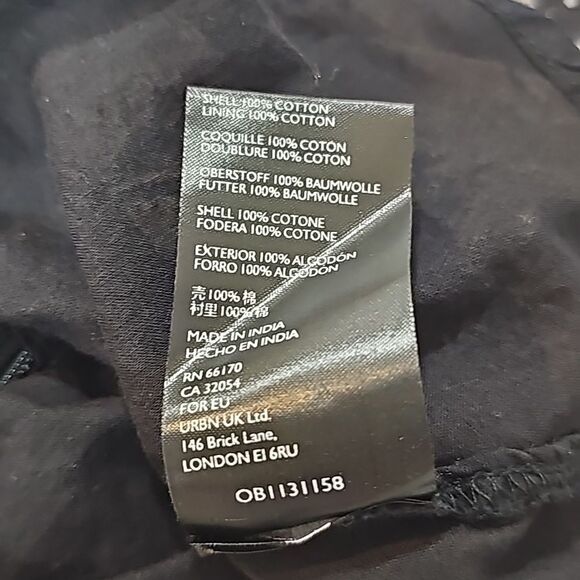 SHELL 100% COTTON
LINING 100% COTTON
COQUILLE 100% COTON
DOUBLURE 100% COTON
OBERSTOFF 100% BAUMWOLLE
FUTTER 100% BAUMWOLLE
SHELL 100% COTONE
FODERA 100% COTONE
EXTERIOR 100% ALGODÓN
FORRO 100% ALGODON
壳100% 棉
衬里100% 棉
MADE IN INDIA
HECHO EN INDIA
RN 66170
CA 32054
FOR EU
URBN UK Ltd.
146 Brick Lane,
LONDON E1 6RU
OB1131158